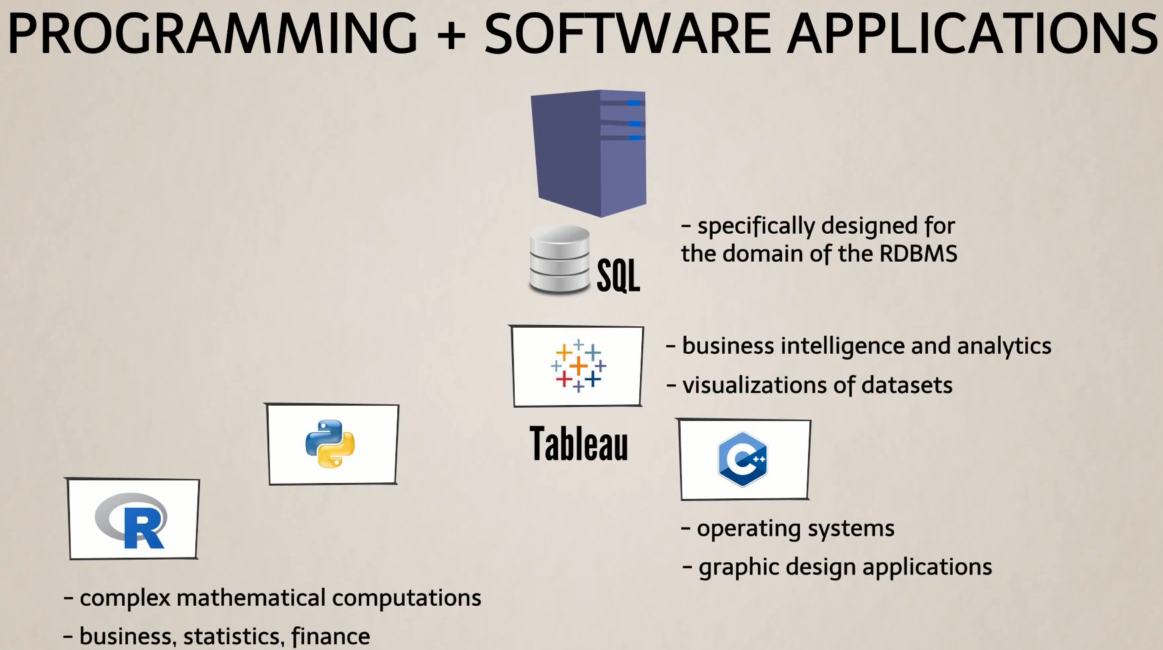 PROGRAMMING + SOFTWARE APPLICATIONS
- specifically designed for
the domain of the RDBMS
SQL
- business intelligence and analytics
- visualizations of datasets
Tableau
C++
- operating systems
- graphic design applications
R
- complex mathematical computations
- business, statistics, finance